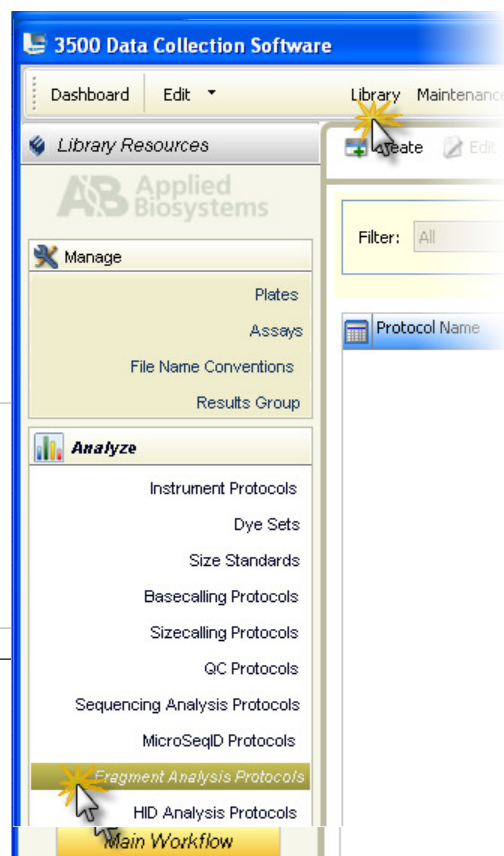 3500 Data Collection Software
Dashboard Edit Library Maintenance
Library Resources
Create Edit
AB Applied
Biosystems
Filter: All
Manage
Plates
Assays
File Name Conventions
Results Group
Protocol Name
Analyze
Instrument Protocols
Dye Sets
Size Standards
Basecalling Protocols
Sizecalling Protocols
QC Protocols
Sequencing Analysis Protocols
MicroSeqID Protocols
Fragment Analysis Protocols
HID Analysis Protocols
Main Workflow